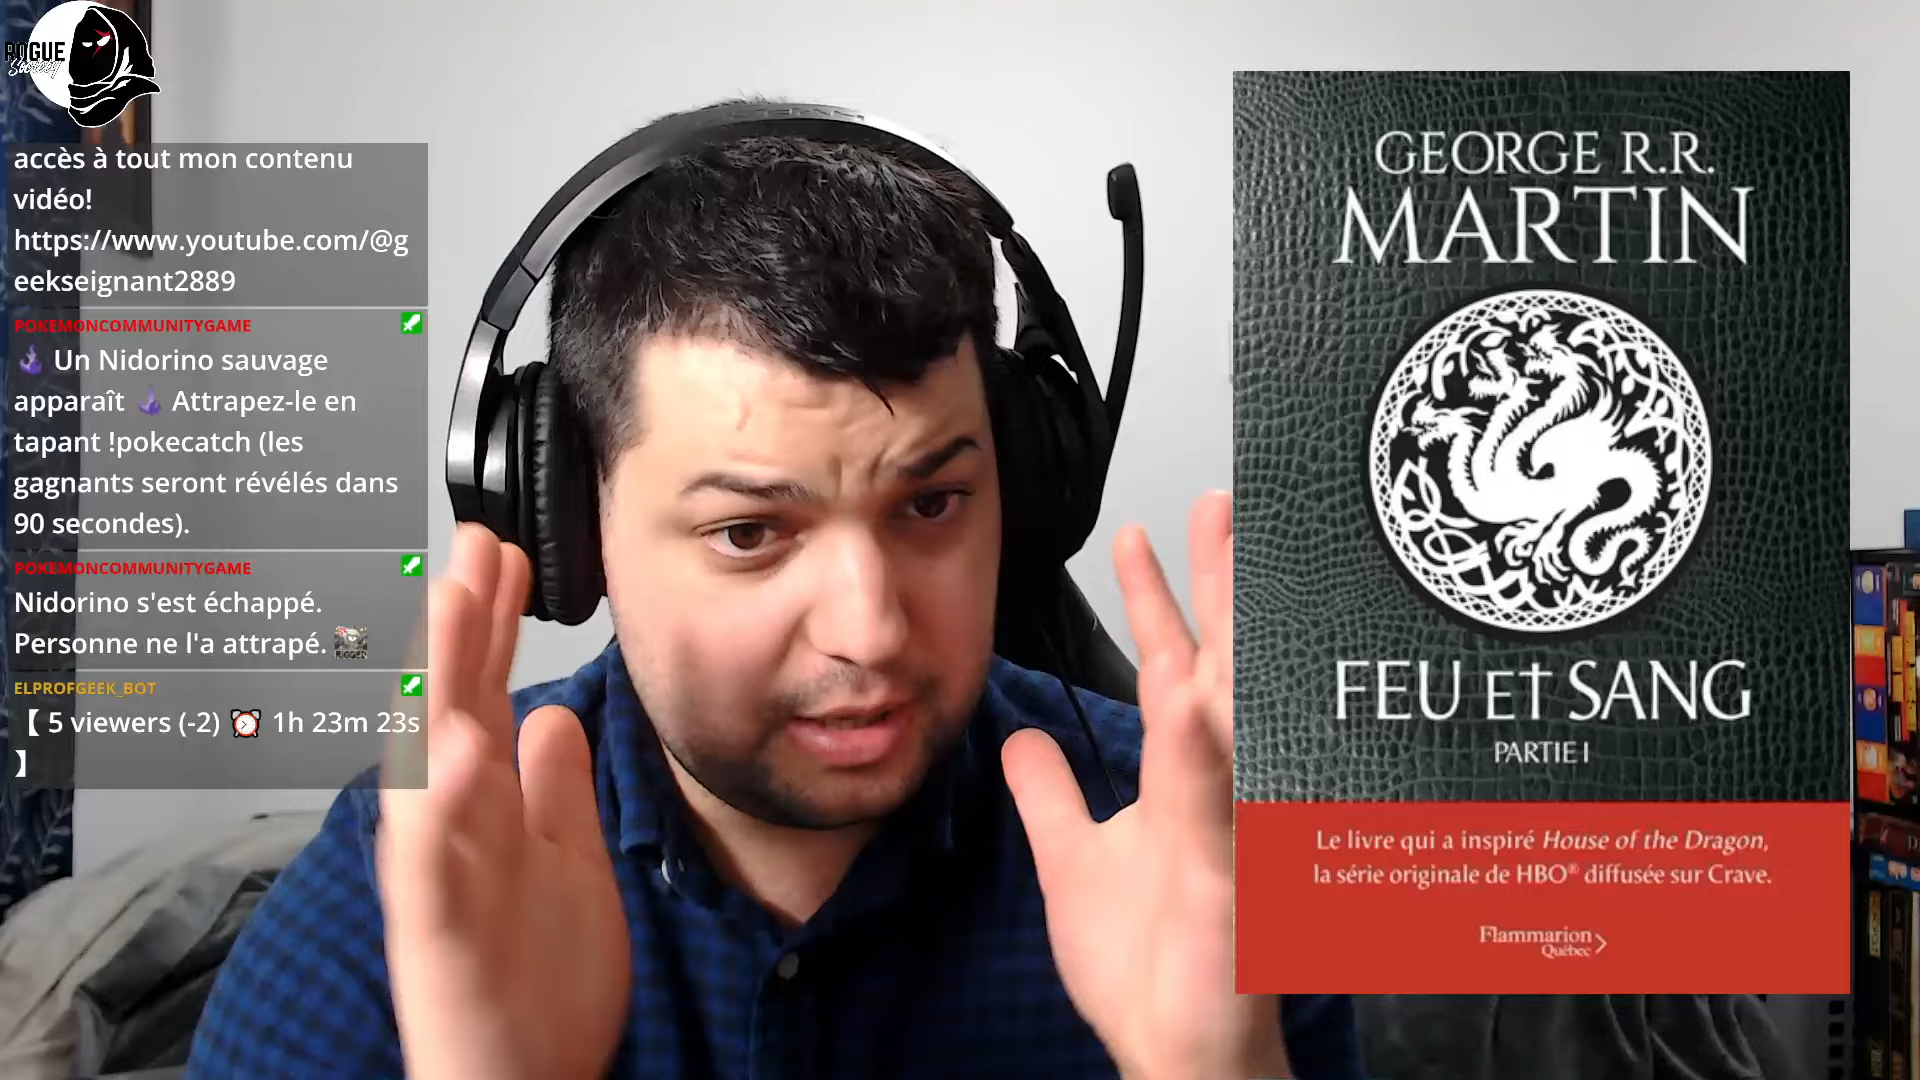 ROGUE
Society
accès à tout mon contenu
vidéo!
https://www.youtube.com/@g
eekseignant2889
POKEMONCOMMUNITYGAME
Un Nidorino sauvage
apparaît Attrapez-le en
tapant !pokecatch (les
gagnants seront révélés dans
90 secondes).
POKEMONCOMMUNITYGAME
Nidorino s'est échappé.
Personne ne l'a attrapé.
RIGGED
ELPROFGEEK_BOT
【 5 viewers (-2) ⏰ 1h 23m 23s
】
GEORGE R.R.
MARTIN
FEU ET SANG
PARTIE I
Le livre qui a inspiré House of the Dragon,
la série originale de HBO® diffusée sur Crave.
Flammarion
Québec